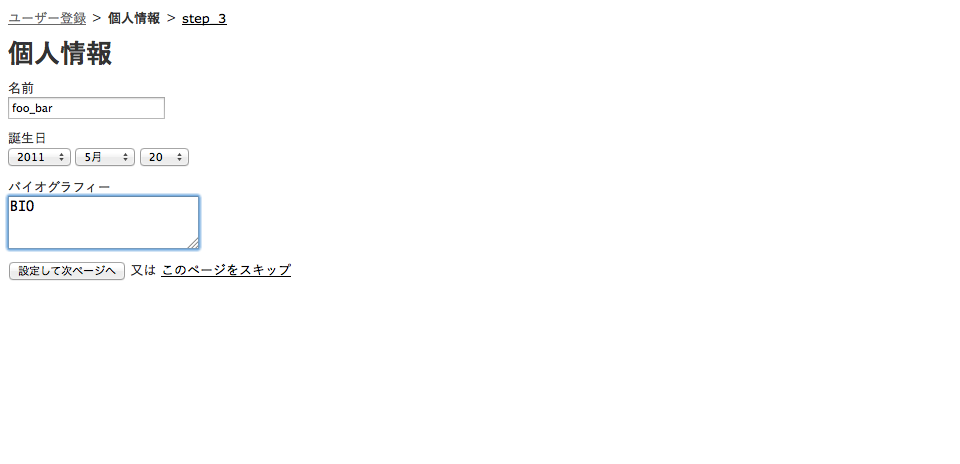 ユーザー登録 > 個人情報 > step_3
個人情報
名前
foo_bar
誕生日
2011 5月 20
バイオグラフィー
BIO
設定して次ページへ 又は このページをスキップ